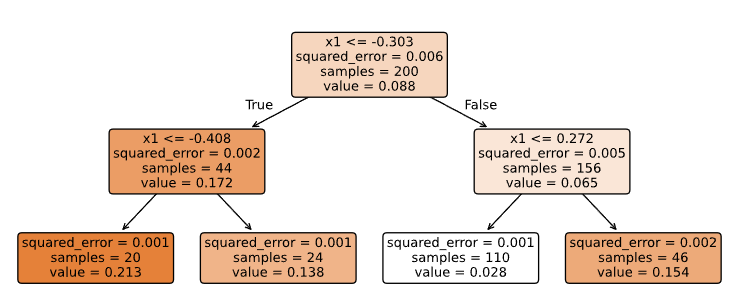 x1 <= -0.303
squared_error = 0.006
samples = 200
value = 0.088
True
False
x1 <= -0.408
squared_error = 0.002
samples = 44
value = 0.172
x1 <= 0.272
squared_error = 0.005
samples = 156
value = 0.065
squared_error = 0.001
samples = 20
value = 0.213
squared_error = 0.001
samples = 24
value = 0.138
squared_error = 0.001
samples = 110
value = 0.028
squared_error = 0.002
samples = 46
value = 0.154